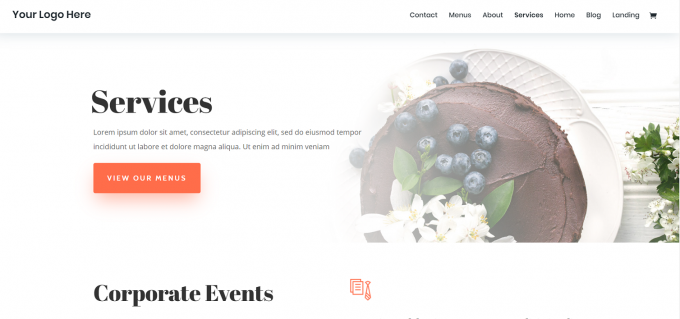 Your Logo Here
Contact Menus About Services Home Blog Landing
Services
Lorem ipsum dolor sit amet, consectetur adipiscing elit, sed do eiusmod tempor
incididunt ut labore et dolore magna aliqua. Ut enim ad minim veniam
VIEW OUR MENUS
Corporate Events